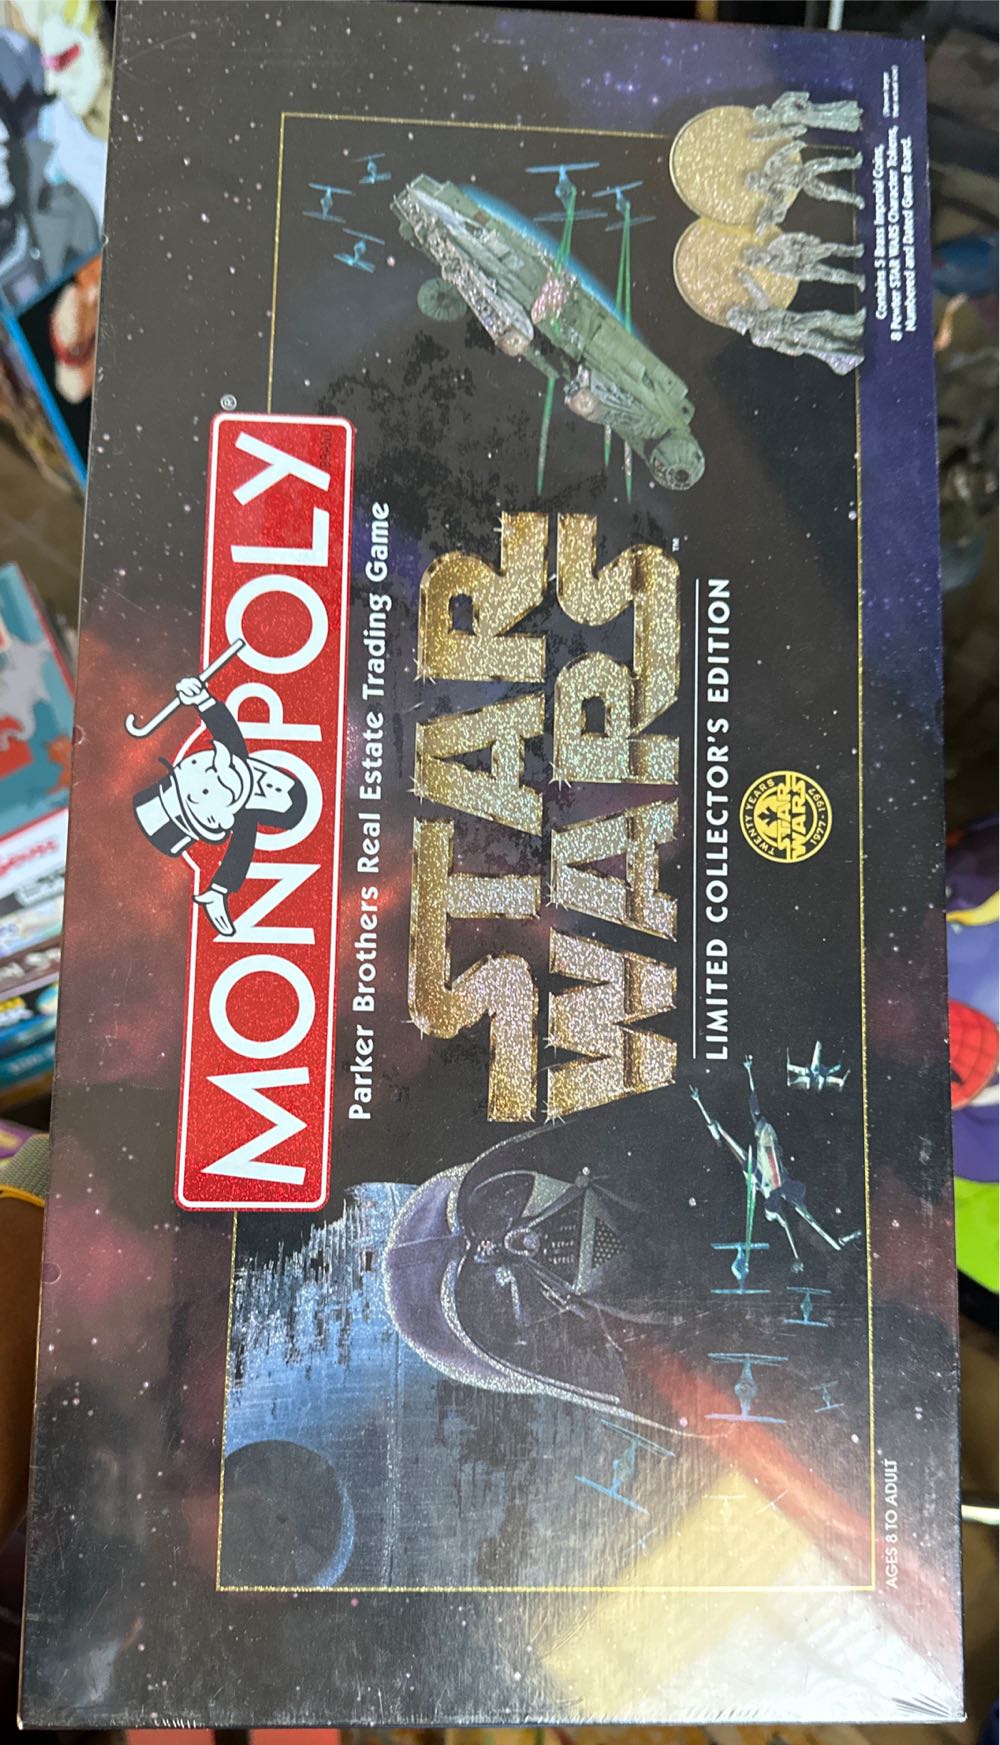 MONOPOLY®
Parker Brothers Real Estate Trading Game
STAR
WARS™
LIMITED COLLECTOR'S EDITION
TWENTY YEARS
STAR
WARS
1977-1997
AGES 8 TO ADULT
Contains 5 Brass Imperial Coins,
8 Pewter STAR WARS Character Tokens,
Numbered and Dated Game Board.